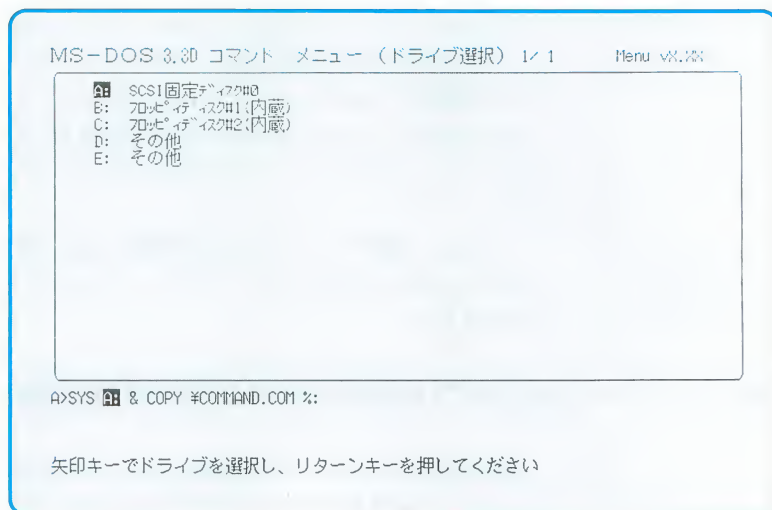 MS-DOS 3.3D コマンド メニュー (ドライブ選択) 1/ 1 Menu vX.XX
A: SCSI固定ﾃﾞｨｽｸ#0
B: ﾌﾛｯﾋﾟｨﾃﾞｨｽｸ#1(内蔵)
C: ﾌﾛｯﾋﾟｨﾃﾞｨｽｸ#2(内蔵)
D: その他
E: その他
A>SYS A: & COPY ¥COMMAND.COM %:
矢印キーでドライブを選択し、リターンキーを押してください